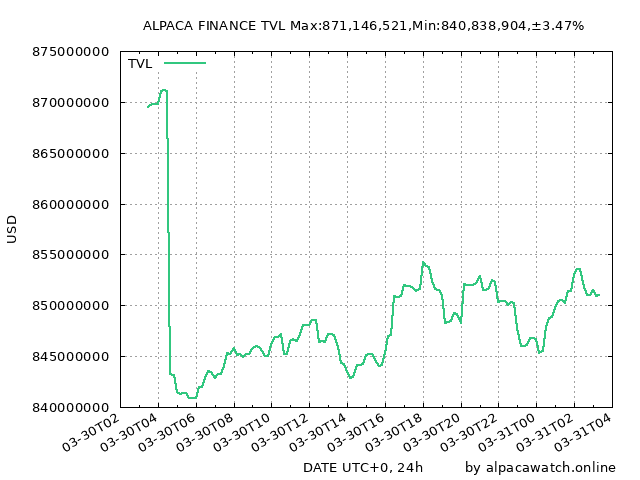 ALPACA FINANCE TVL Max:871,146,521,Min:840,838,904,±3.47%
875000000
TVL
870000000
865000000
860000000
855000000
850000000
845000000
840000000
USD
03-30T02
03-30T04
03-30T06
03-30T08
03-30T10
03-30T12
03-30T14
03-30T16
03-30T18
03-30T20
03-30T22
03-31T00
03-31T02
03-31T04
DATE UTC+0, 24h by alpacawatch.online